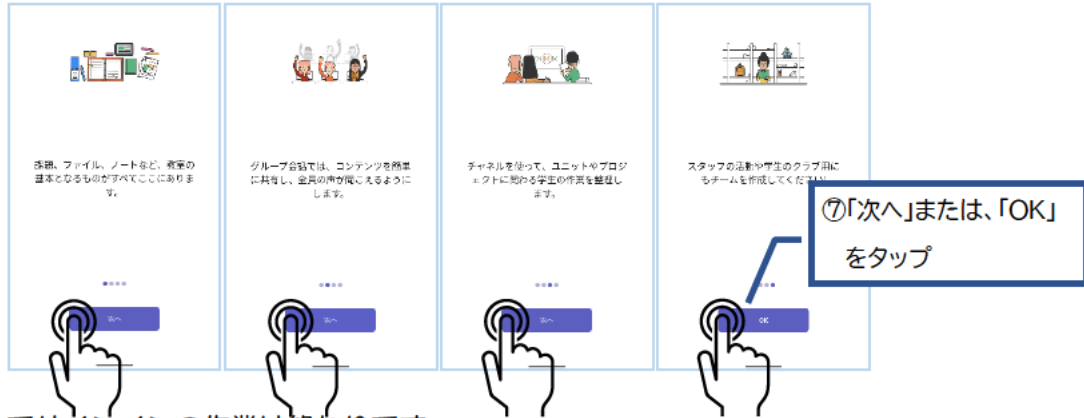 課題、ファイル、ノートなど、教室の
基本となるものがすべてここにありま
す。
グループ会話では、コンテンツを簡単
に共有し、全員の声が聞こえるように
します。
チャネルを使って、ユニットやプロジ
ェクトに関わる学生の作業を整理し
ます。
スタッフの活動や学生のクラブ用に
もチームを作成してください
⑦「次へ」または、「OK」
をタップ
次へ
次へ
次へ
OK